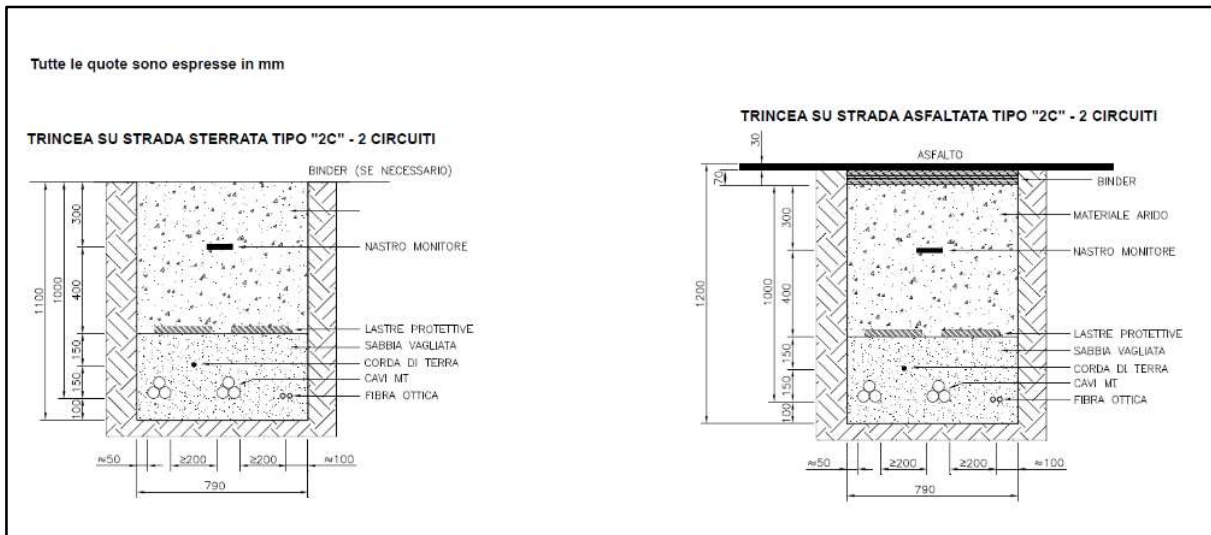 Tutte le quote sono espresse in mm
TRINCEA SU STRADA STERRATA TIPO "2C" - 2 CIRCUITI
BINDER (SE NECESSARIO)
NASTRO MONITORE
LASTRE PROTETTIVE
SABBIA VAGLIATA
CORDA DI TERRA
CAVI MT
FIBRA OTTICA
1100
1000
300
400
150
150
100
≈50
≥200
≥200
≈100
790
TRINCEA SU STRADA ASFALTATA TIPO "2C" - 2 CIRCUITI
30
ASFALTO
70
BINDER
MATERIALE ARIDO
NASTRO MONITORE
LASTRE PROTETTIVE
SABBIA VAGLIATA
CORDA DI TERRA
CAVI MT
FIBRA OTTICA
1200
1000
300
400
150
150
100
≈50
≥200
≥200
≈100
790